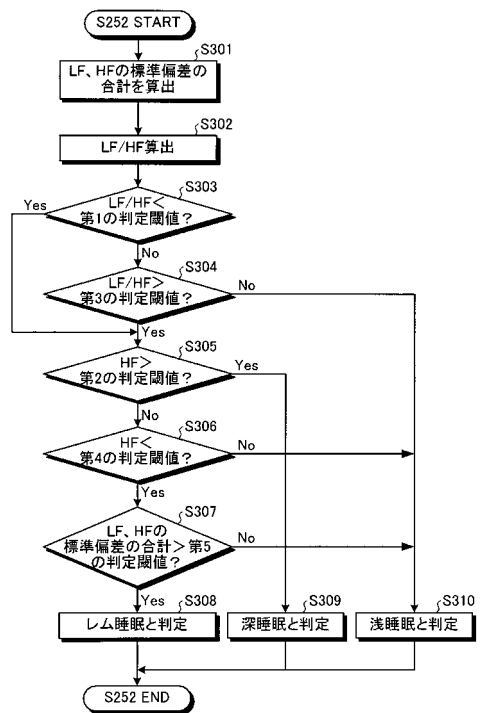 S252 START
S301
LF、HFの標準偏差の
合計を算出
S302
LF/HF算出
S303
LF/HF<
第1の判定閾値？
Yes
No
S304
LF/HF>
第3の判定閾値？
No
Yes
S305
HF>
第2の判定閾値？
Yes
No
S306
HF<
第4の判定閾値？
No
Yes
S307
LF、HFの
標準偏差の合計>第5
の判定閾値？
No
Yes
S308
レム睡眠と判定
S309
深睡眠と判定
S310
浅睡眠と判定
S252 END